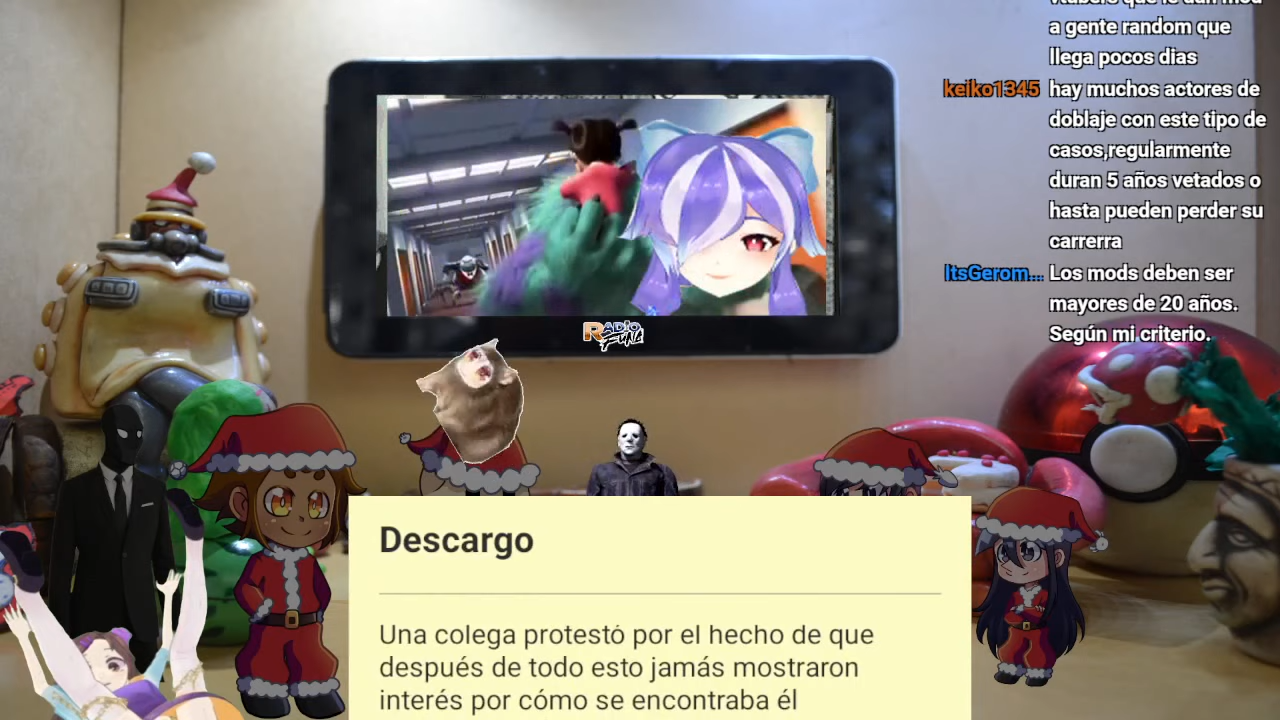 a gente random que
llega pocos dias
keiko1345 hay muchos actores de
doblaje con este tipo de
casos,regularmente
duran 5 años vetados o
hasta pueden perder su
carrerra
ItsGerom... Los mods deben ser
mayores de 20 años.
Según mi criterio.
RADIO
FUNA
Descargo
Una colega protestó por el hecho de que
después de todo esto jamás mostraron
interés por cómo se encontraba él